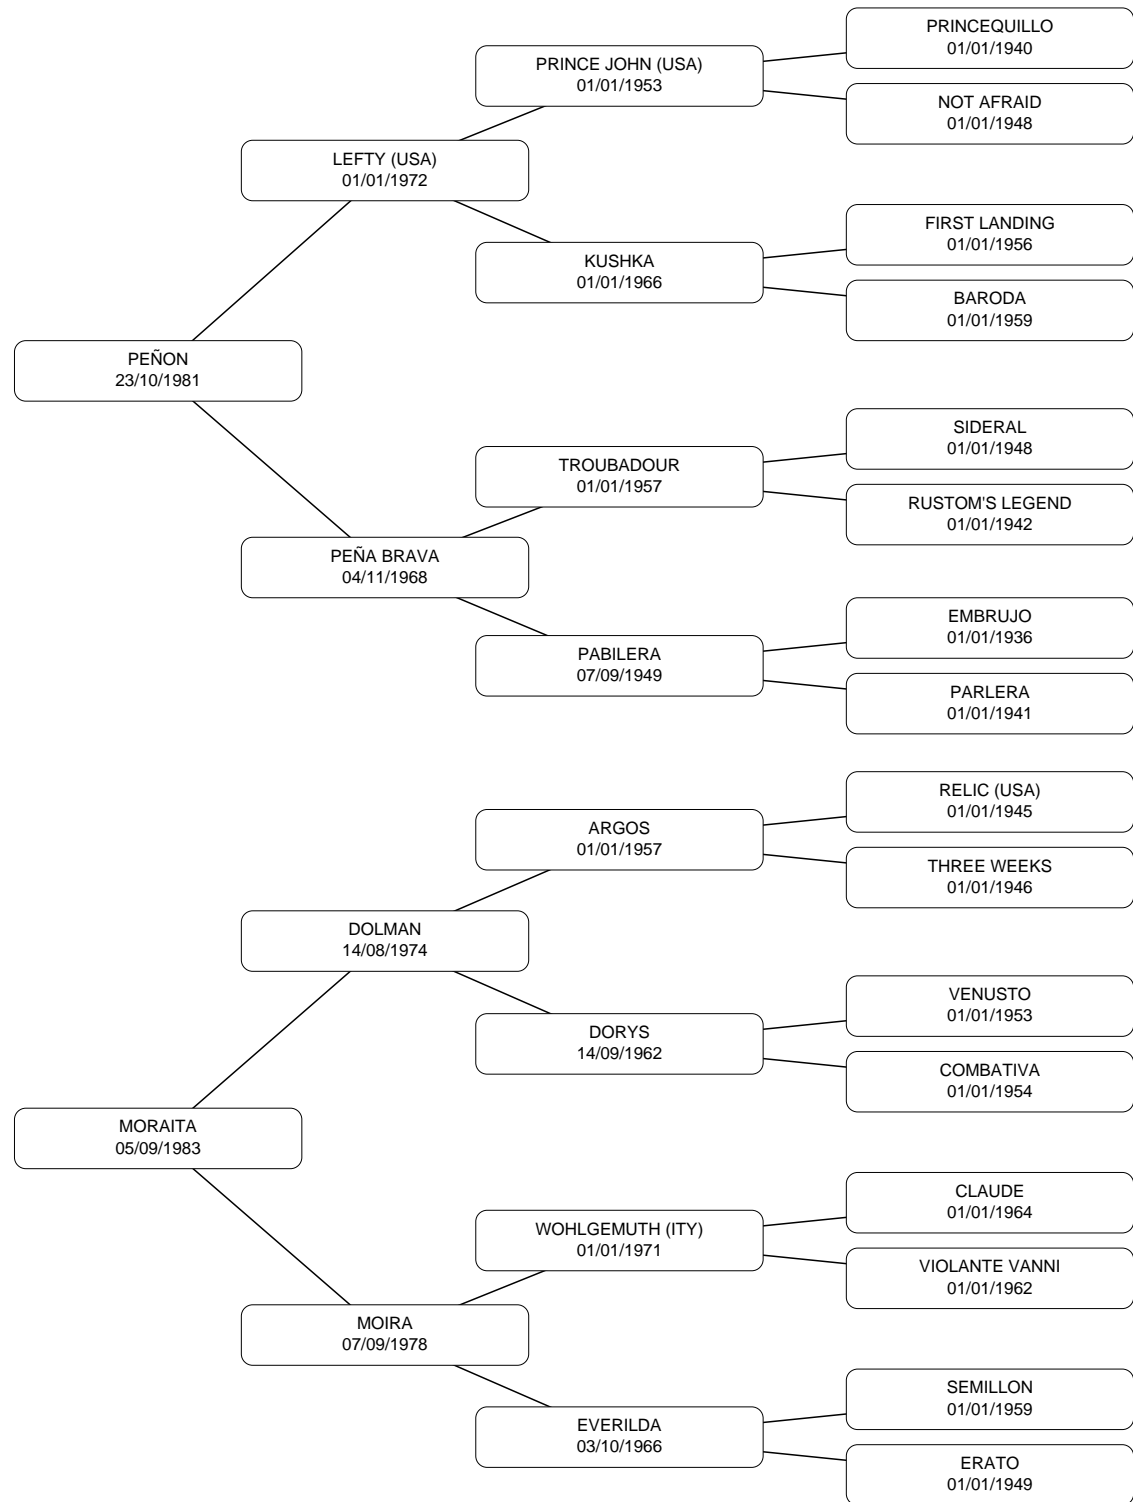 PRINCEQUILLO
01/01/1940
PRINCE JOHN (USA)
01/01/1953
NOT AFRAID
01/01/1948
LEFTY (USA)
01/01/1972
FIRST LANDING
01/01/1956
KUSHKA
01/01/1966
BARODA
01/01/1959
PEÑON
23/10/1981
SIDERAL
01/01/1948
TROUBADOUR
01/01/1957
RUSTOM'S LEGEND
01/01/1942
PEÑA BRAVA
04/11/1968
EMBRUJO
01/01/1936
PABILERA
07/09/1949
PARLERA
01/01/1941
RELIC (USA)
01/01/1945
ARGOS
01/01/1957
THREE WEEKS
01/01/1946
DOLMAN
14/08/1974
VENUSTO
01/01/1953
DORYS
14/09/1962
COMBATIVA
01/01/1954
MORAITA
05/09/1983
CLAUDE
01/01/1964
WOHLGEMUTH (ITY)
01/01/1971
VIOLANTE VANNI
01/01/1962
MOIRA
07/09/1978
SEMILLON
01/01/1959
EVERILDA
03/10/1966
ERATO
01/01/1949